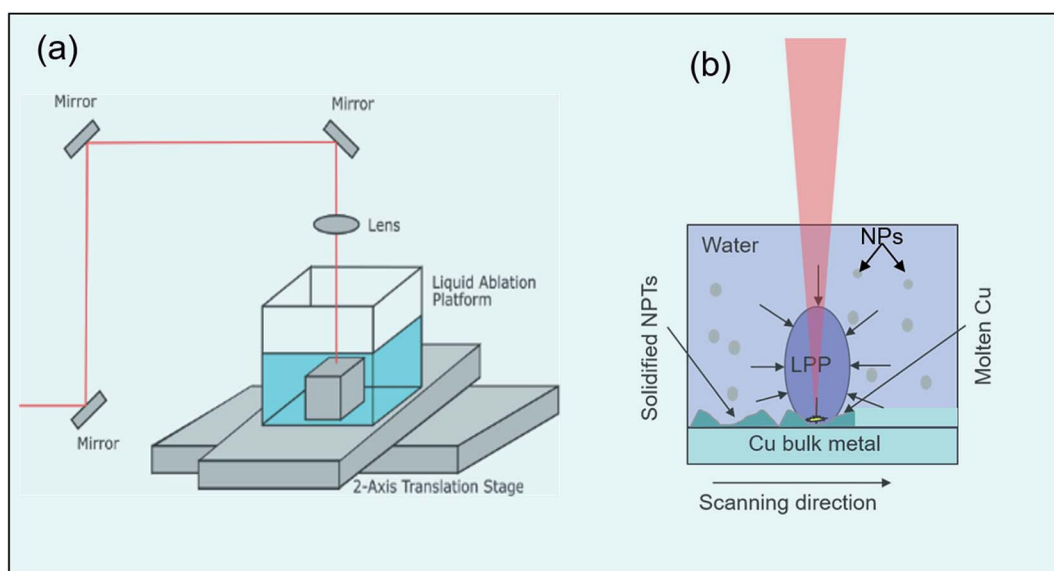 (a)
Mirror
Mirror
Lens
Liquid Ablation
Platform
Mirror
2-Axis Translation Stage
(b)
Water
NPs
Solidified NPTs
LPP
Molten Cu
Cu bulk metal
Scanning direction